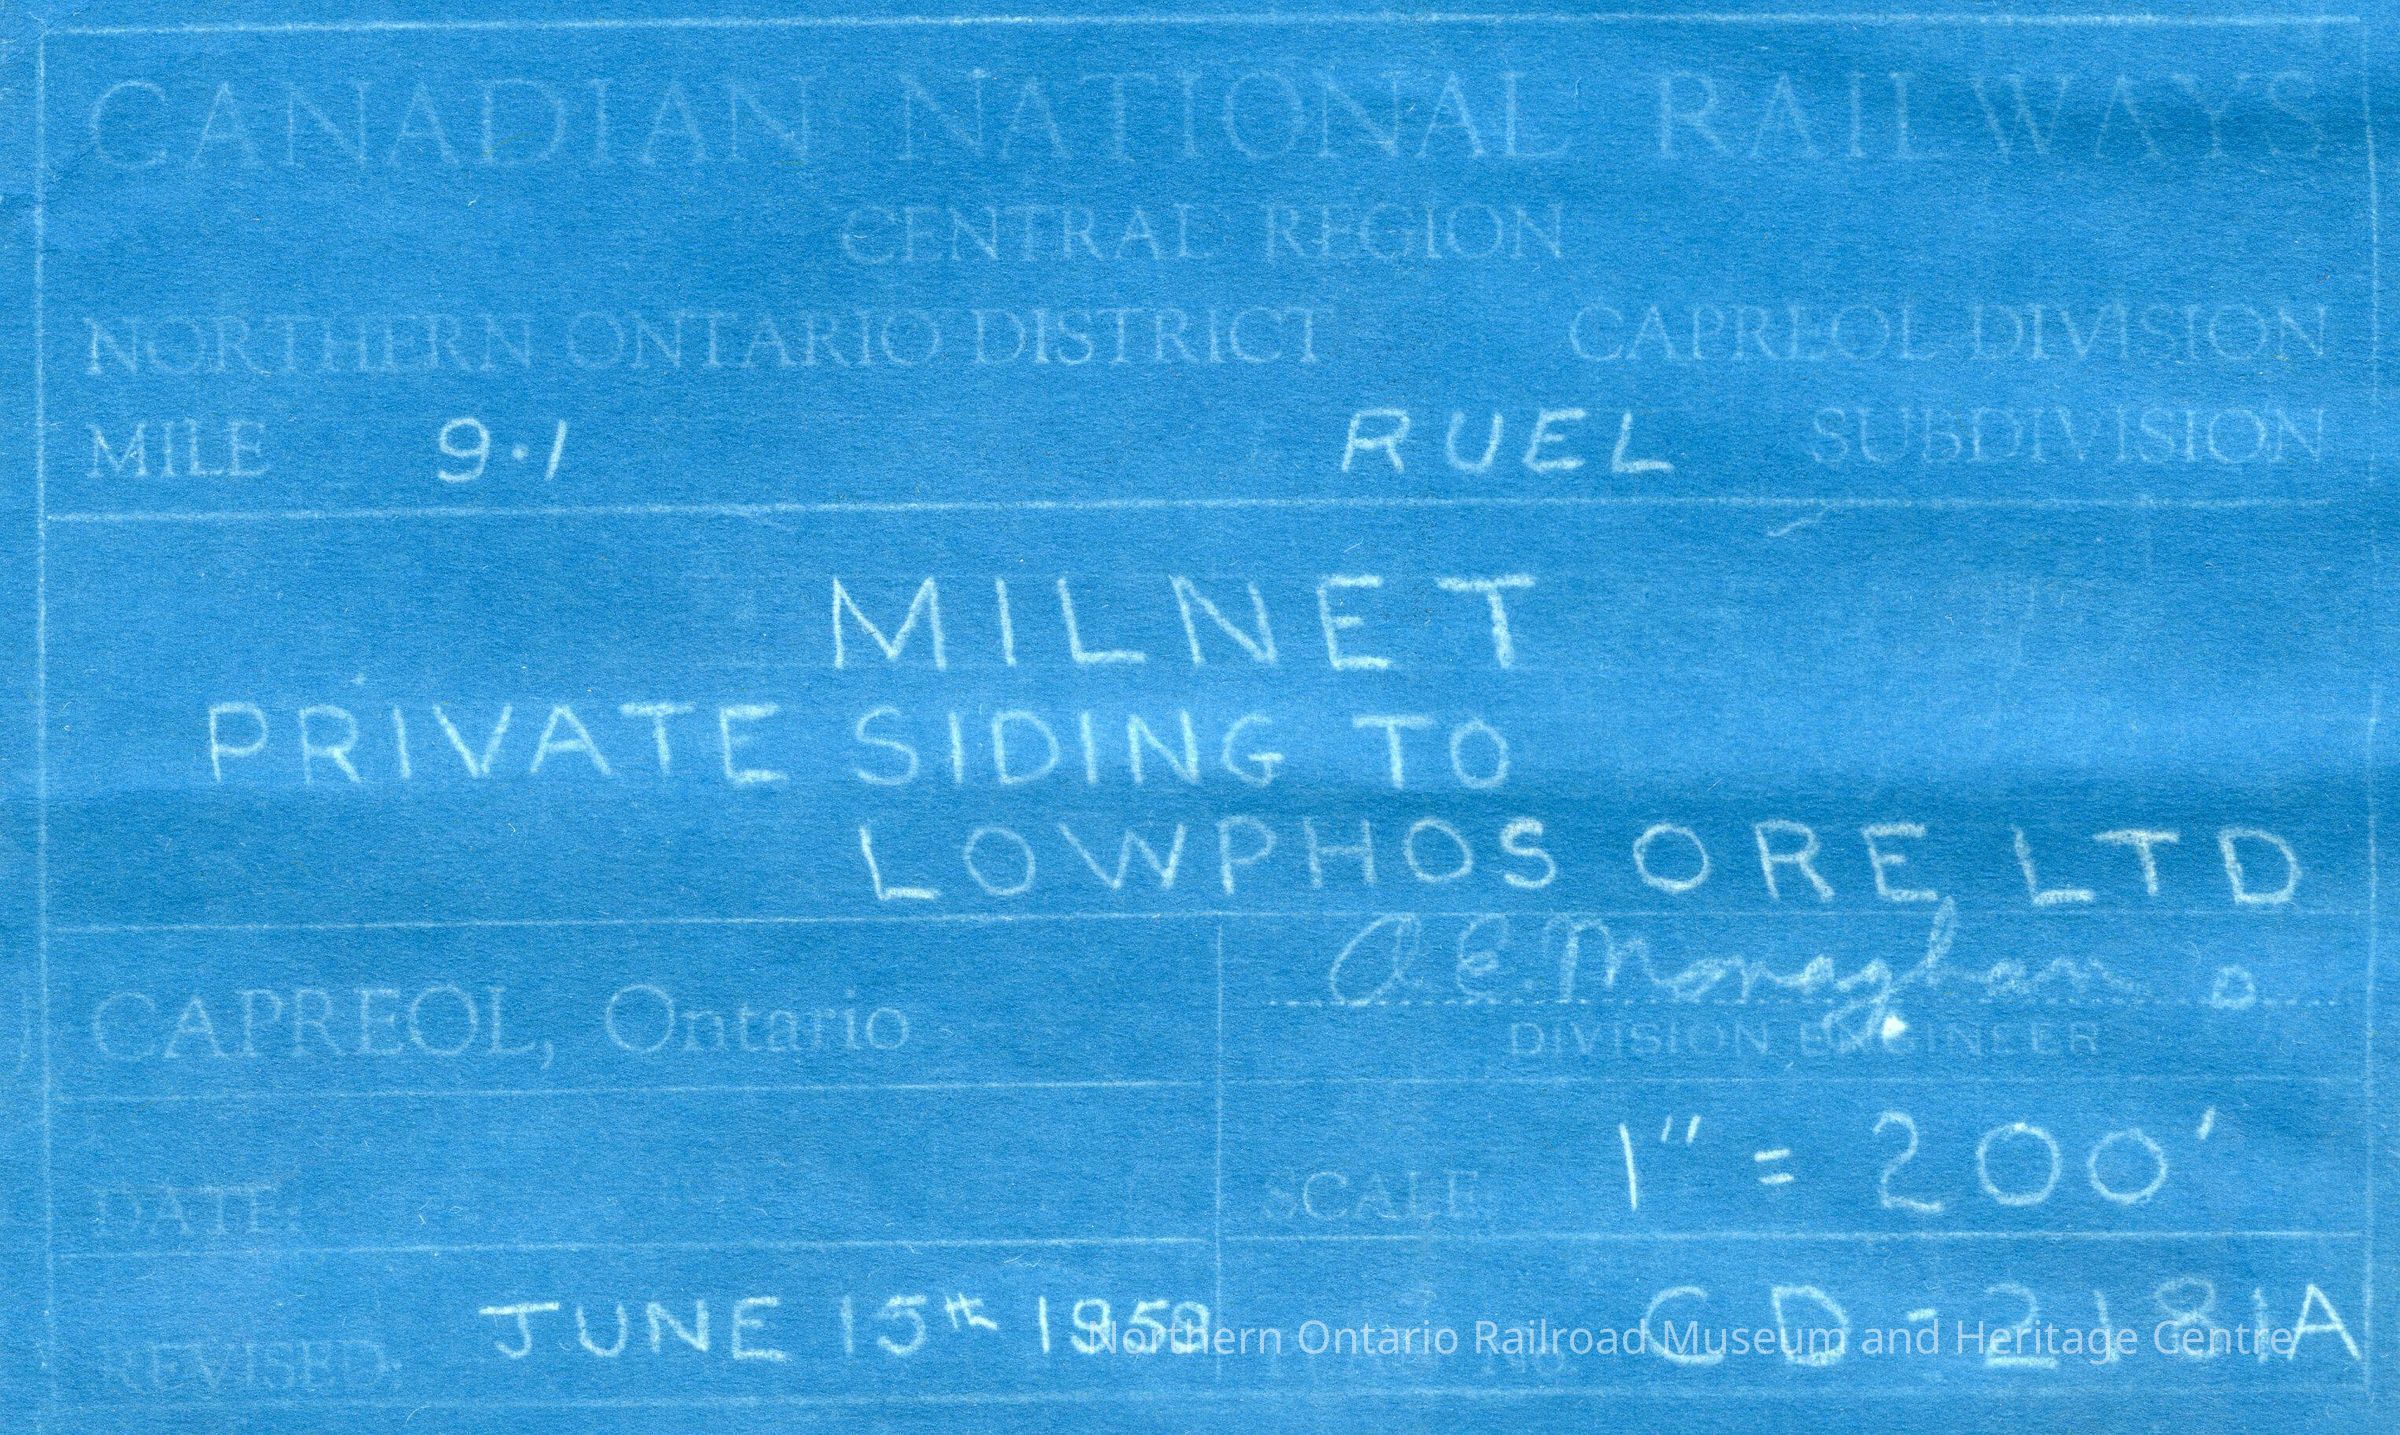 CANADIAN NATIONAL RAILWAYS
CENTRAL REGION
NORTHERN ONTARIO DISTRICT CAPREOL DIVISION
MILE 9.1 RUEL SUBDIVISION
MILNET
PRIVATE SIDING TO
LOWPHOS ORE LTD
CAPREOL, Ontario
Monaghan
DIVISION ENGINEER
DATE:
SCALE 1" = 200'
REVISED: JUNE 15th 1959
CD-2181A
Northern Ontario Railroad Museum and Heritage Centre